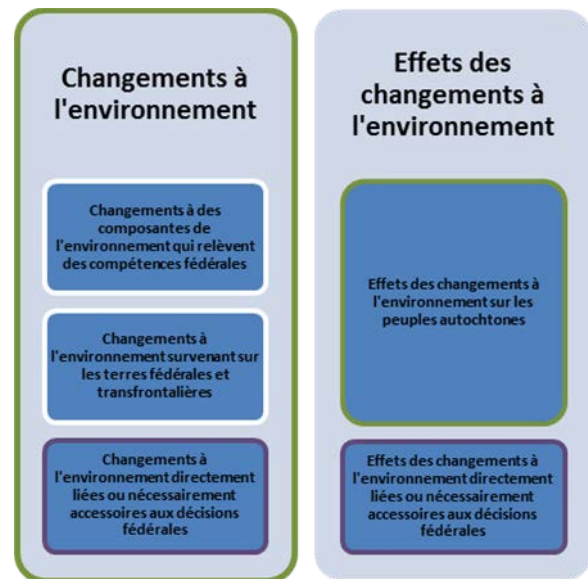 Changements à
l'environnement
Changements à des
composantes de
l'environnement qui relèvent
des compétences fédérales
Changements à
l'environnement survenant sur
les terres fédérales et
transfrontalières
Changements à
l'environnement directement
liées ou nécessairement
accessoires aux décisions
fédérales
Effets des
changements à
l'environnement
Effets des changements à
l'environnement sur les
peuples autochtones
Effets des changements à
l'environnement directement
liées ou nécessairement
accessoires aux décisions
fédérales